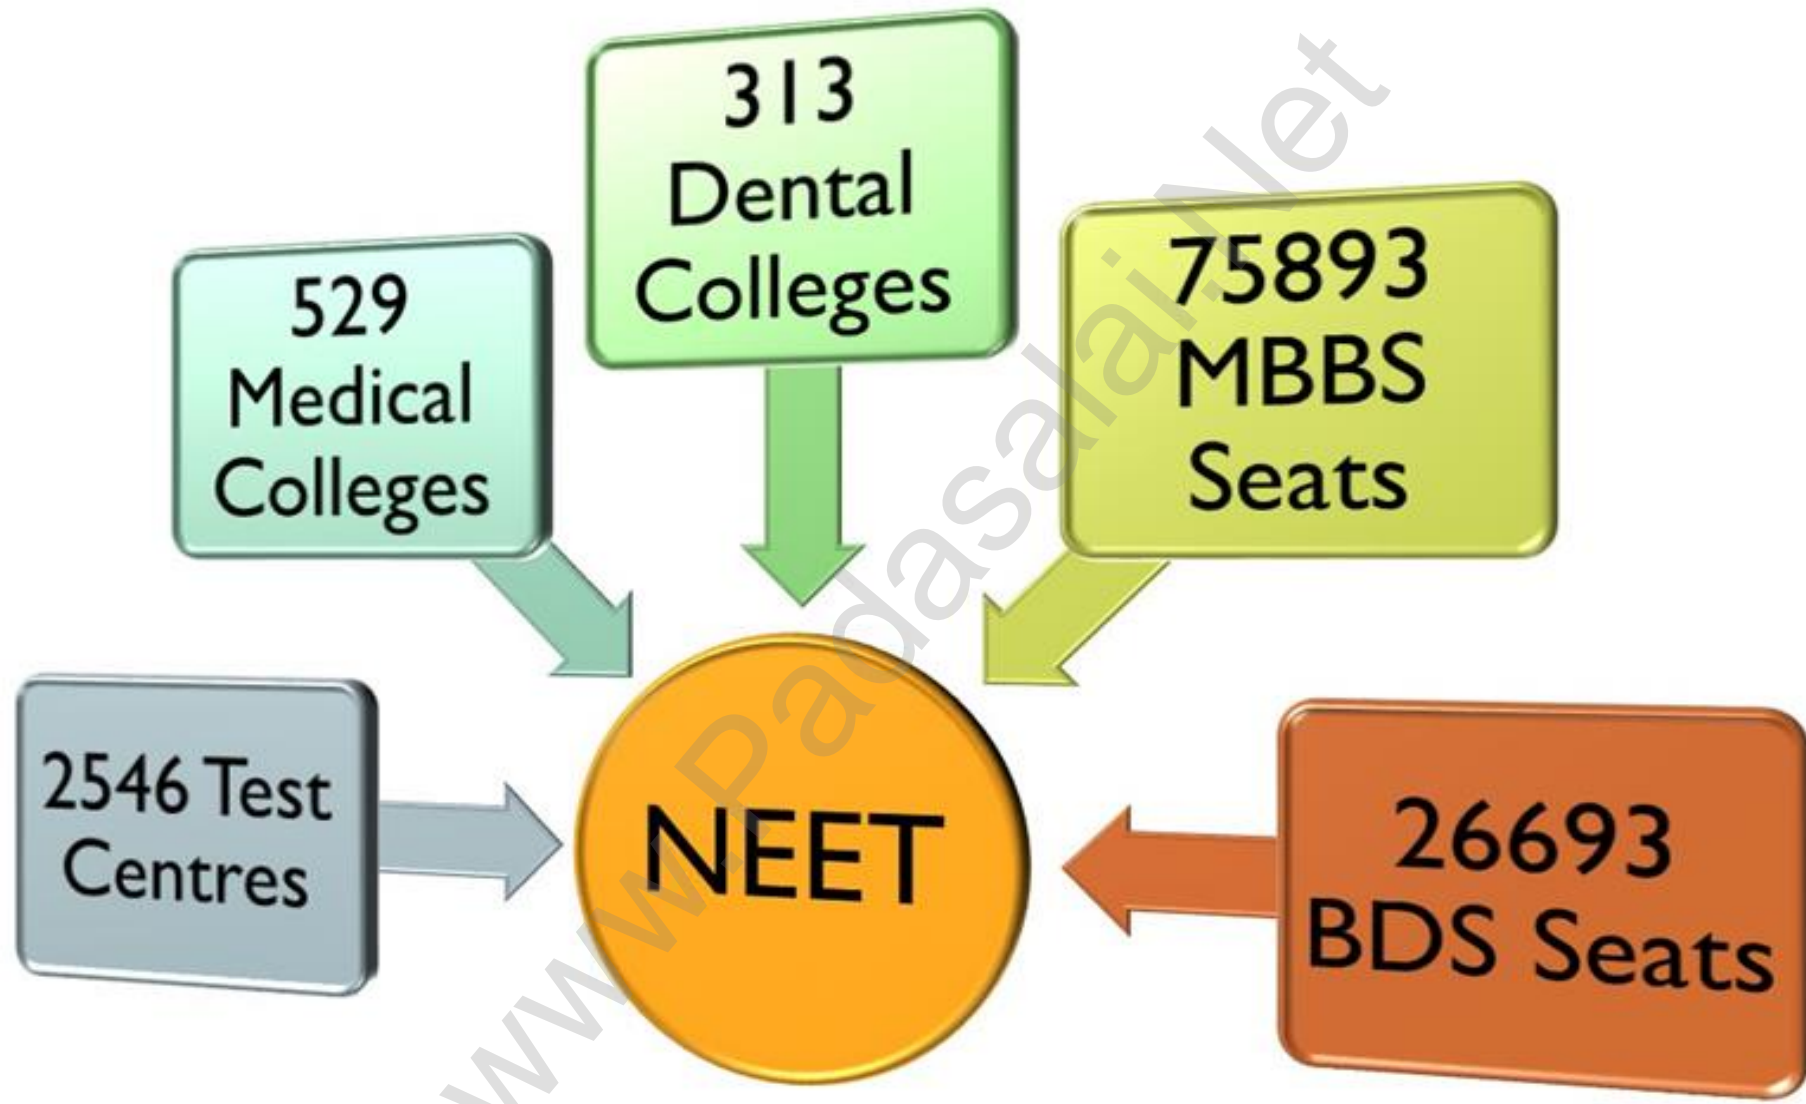 313
Dental
Colleges
529
Medical
Colleges
75893
MBBS
Seats
2546 Test
Centres
NEET
26693
BDS Seats
www.Padasalai.Net